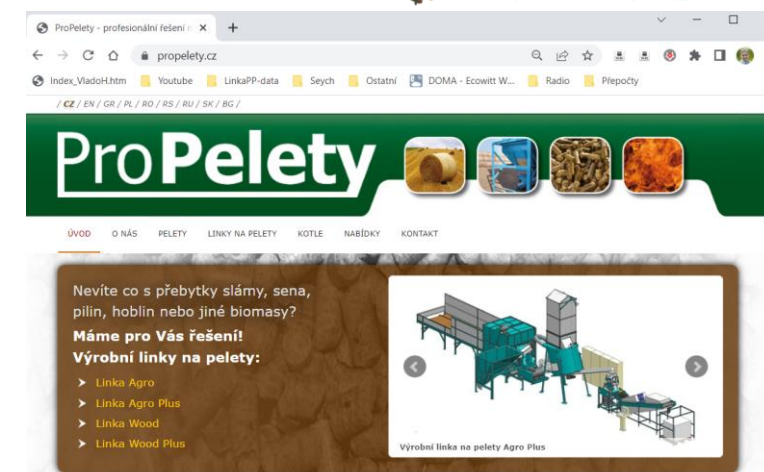 ProPelety - profesionální řešení n
propelety.cz
Index_VladoH.htm Youtube LinkaPP-data Seych Ostatní DOMA - Ecowitt W... Radio Přepočty
/ CZ / EN / GR / PL / RO / RS / RU / SK / BG /
ProPelety
ÚVOD O NÁS PELETY LINKY NA PELETY KOTLE NABÍDKY KONTAKT
Nevíte co s přebytky slámy, sena,
pilin, hoblin nebo jiné biomasy?
Máme pro Vás řešení!
Výrobní linky na pelety:
Linka Agro
Linka Agro Plus
Linka Wood
Linka Wood Plus
Výrobní linka na pelety Agro Plus